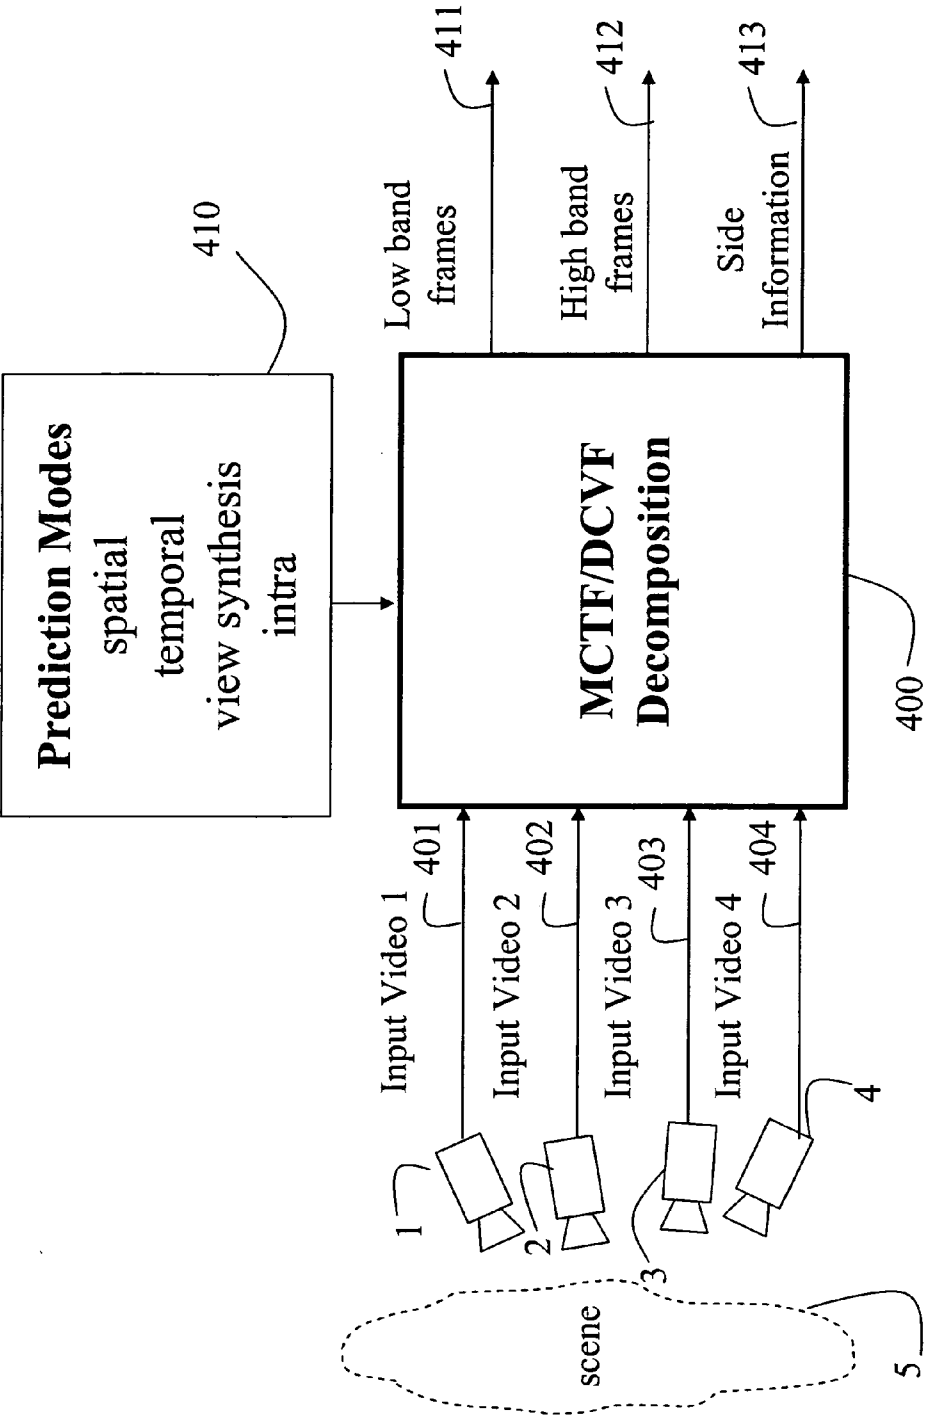 Prediction Modes
spatial
temporal
view synthesis
intra
410
scene
5
1
2
3
4
Input Video 1
401
Input Video 2
402
Input Video 3
403
Input Video 4
404
MCTF/DCVF
Decomposition
400
Low band
frames
411
High band
frames
412
Side
Information
413